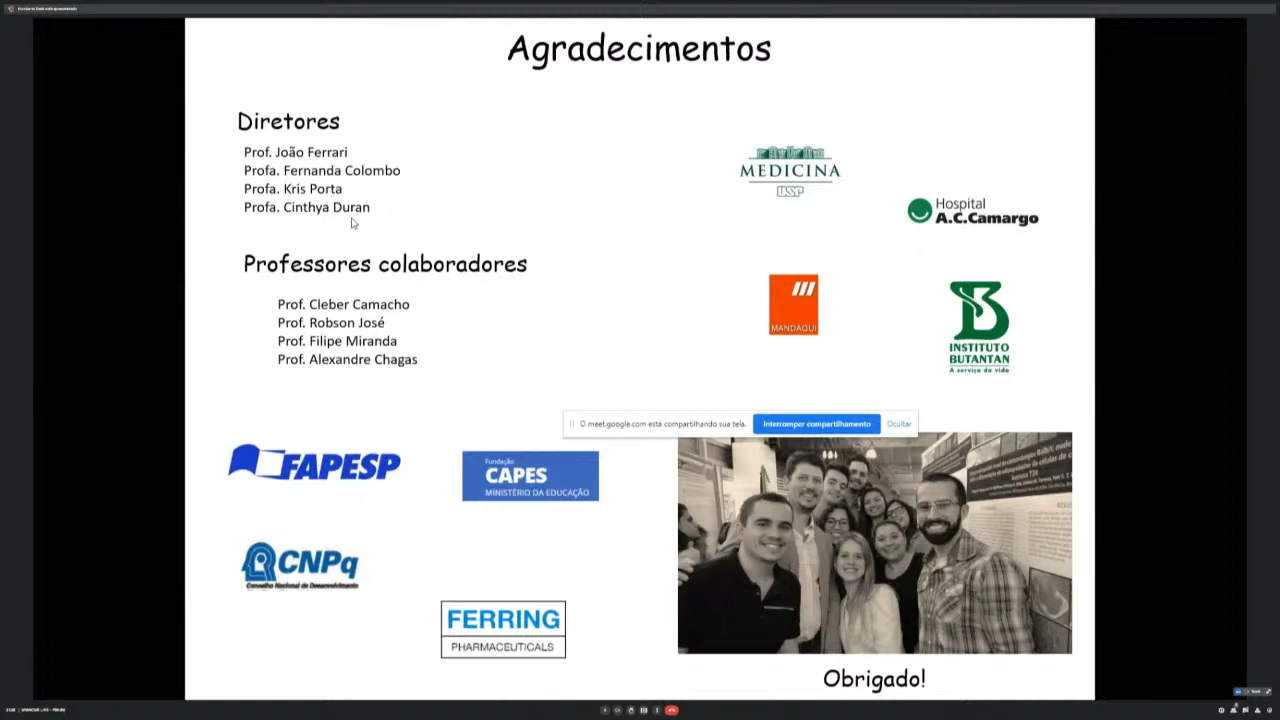 Agradecimentos
Diretores
Prof. João Ferrari
Profa. Fernanda Colombo
Profa. Kris Porta
Profa. Cinthya Duran
MEDICINA
USP
Hospital
A.C.Camargo
Professores colaboradores
Prof. Cleber Camacho
Prof. Robson José
Prof. Filipe Miranda
Prof. Alexandre Chagas
MANDAQUI
INSTITUTO
BUTANTAN
A serviço da vida
O meet.google.com está compartilhando sua tela.
Interromper compartilhamento
Ocultar
FAPESP
Fundação
CAPES
MINISTÉRIO DA EDUCAÇÃO
CNPq
Conselho Nacional de Desenvolvimento
FERRING
PHARMACEUTICALS
Obrigado!